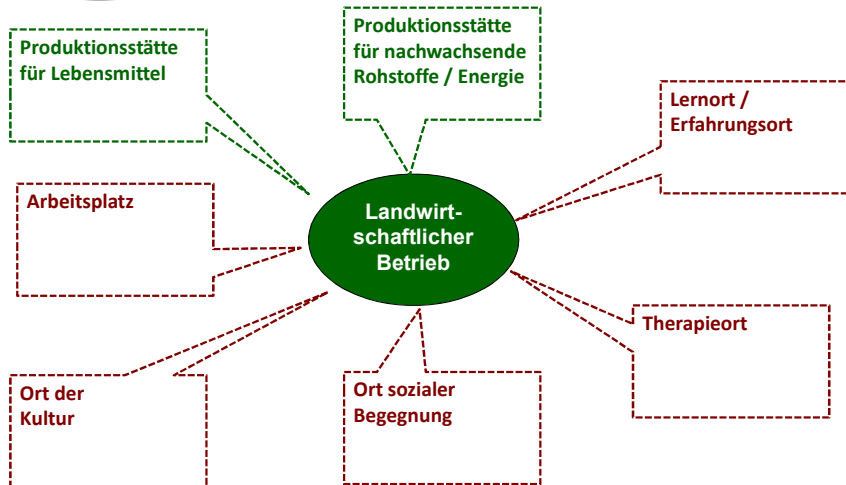 Produktionsstätte
für Lebensmittel
Produktionsstätte
für nachwachsende
Rohstoffe / Energie
Lernort /
Erfahrungsort
Arbeitsplatz
Landwirt-
schaftlicher
Betrieb
Therapieort
Ort der
Kultur
Ort sozialer
Begegnung